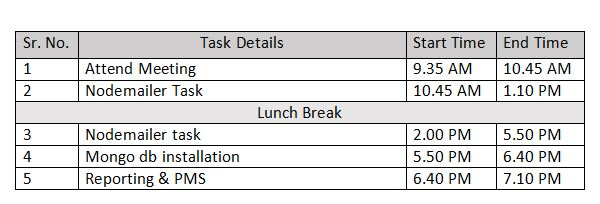 Sr. No. Task Details Start Time End Time
1 Attend Meeting 9.35 AM 10.45 AM
2 Nodemailer Task 10.45 AM 1.10 PM
Lunch Break
3 Nodemailer task 2.00 PM 5.50 PM
4 Mongo db installation 5.50 PM 6.40 PM
5 Reporting & PMS 6.40 PM 7.10 PM